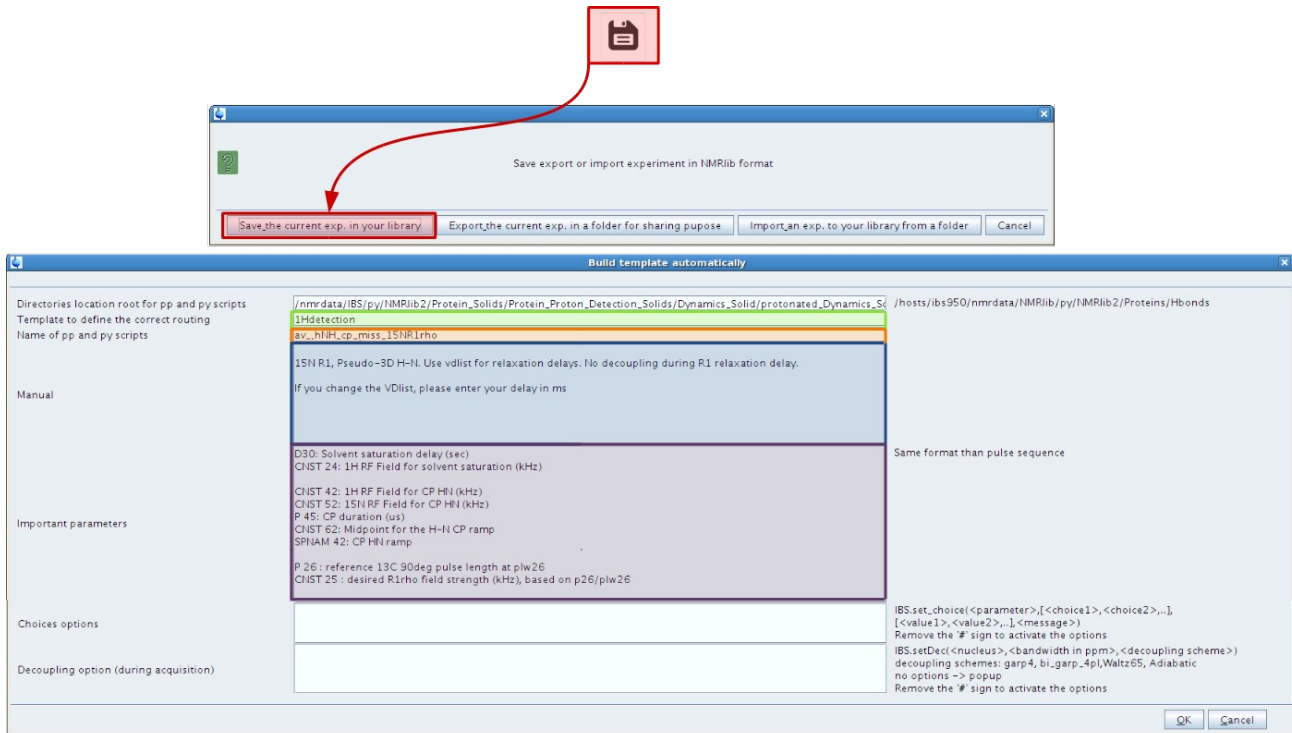 Save export or import experiment in NMRlib format
Save the current exp. in your library
Export the current exp. in a folder for sharing pupose
Import an exp. to your library from a folder
Cancel
Build template automatically
Directories location root for pp and py scripts
/nmrdata/IBS/py/NMRlib2/Protein_Solids/Protein_Proton_Detection_Solids/Dynamics_Solid/protonated_Dynamics_Sc
/hosts/ibs950/nmrdata/NMRlib/py/NMRlib2/Proteins/Hbonds
Template to define the correct routing
1Hdetection
Name of pp and py scripts
av_hNH_cp_miss_15NR1rho
Manual
15N R1, Pseudo-3D H-N. Use vdlist for relaxation delays. No decoupling during R1 relaxation delay.
If you change the VDlist, please enter your delay in ms
Important parameters
D30: Solvent saturation delay (sec)
CNST 24: 1H RF Field for solvent saturation (kHz)
CNST 42: 1H RF Field for CP HN (kHz)
CNST 52: 15N RF Field for CP HN (kHz)
P 45: CP duration (us)
CNST 62: Midpoint for the H-N CP ramp
SPNAM 42: CP HN ramp
P 26 : reference 13C 90deg pulse length at plw26
CNST 25 : desired R1rho field strength (kHz), based on p26/plw26
Same format than pulse sequence
Choices options
IBS.set_choice(<parameter>,[<choice1>,<choice2>,..],
[<value1>,<value2>,..],<message>)
Remove the '#' sign to activate the options
Decoupling option (during acquisition)
IBS.setDec(<nucleus>,<bandwidth in ppm>,<decoupling scheme>)
decoupling schemes: garp4, bi_garp_4pl,Waltz65, Adiabatic
no options -> popup
Remove the '#' sign to activate the options
OK
Cancel